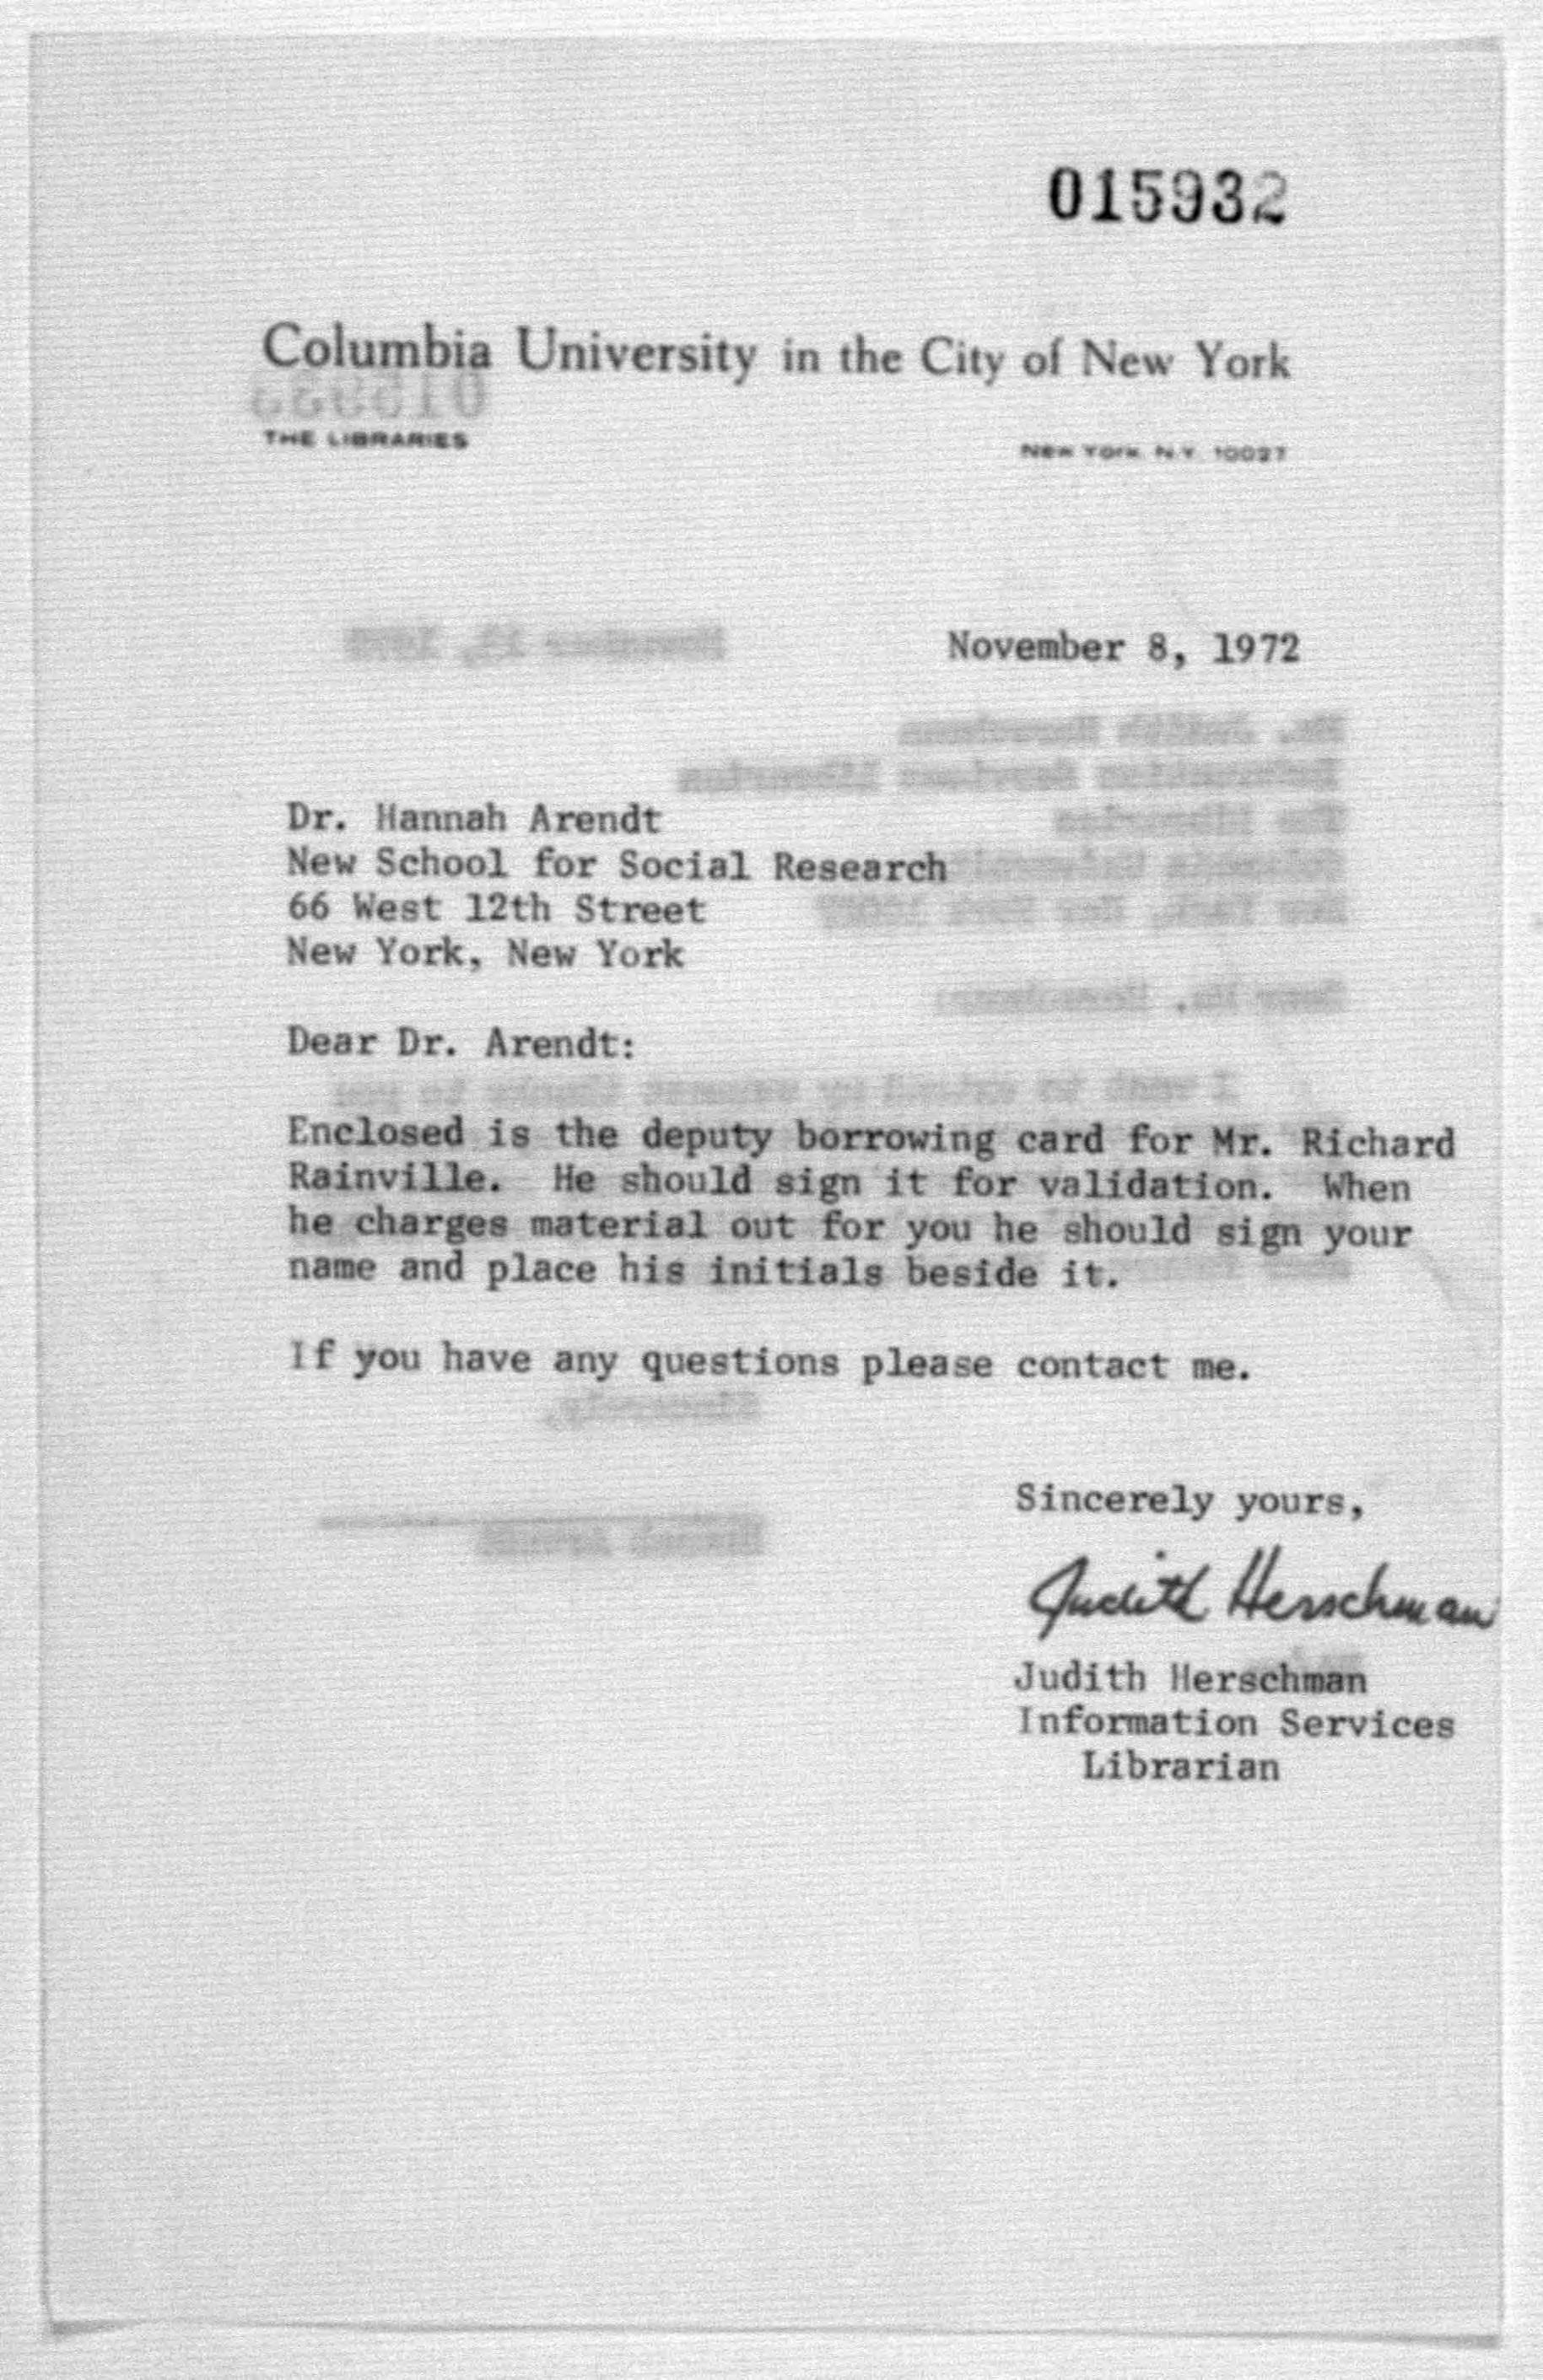 015932
Columbia University in the City of New York
THE LIBRARIES
New York, N.Y. 10027
November 8, 1972
Dr. Hannah Arendt
New School for Social Research
66 West 12th Street
New York, New York
Dear Dr. Arendt:
Enclosed is the deputy borrowing card for Mr. Richard
Rainville. He should sign it for validation. When
he charges material out for you he should sign your
name and place his initials beside it.
If you have any questions please contact me.
Sincerely yours,
Judith Herschman
Judith Herschman
Information Services
Librarian